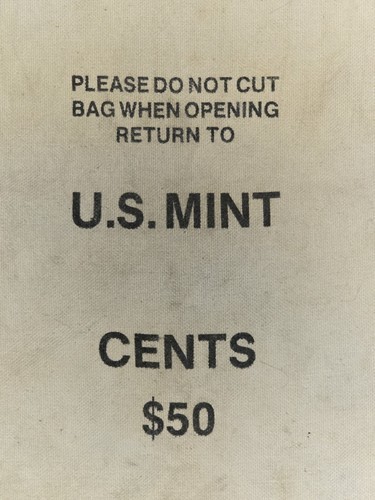 PLEASE DO NOT CUT
BAG WHEN OPENING
RETURN TO
U.S. MINT
CENTS
$50